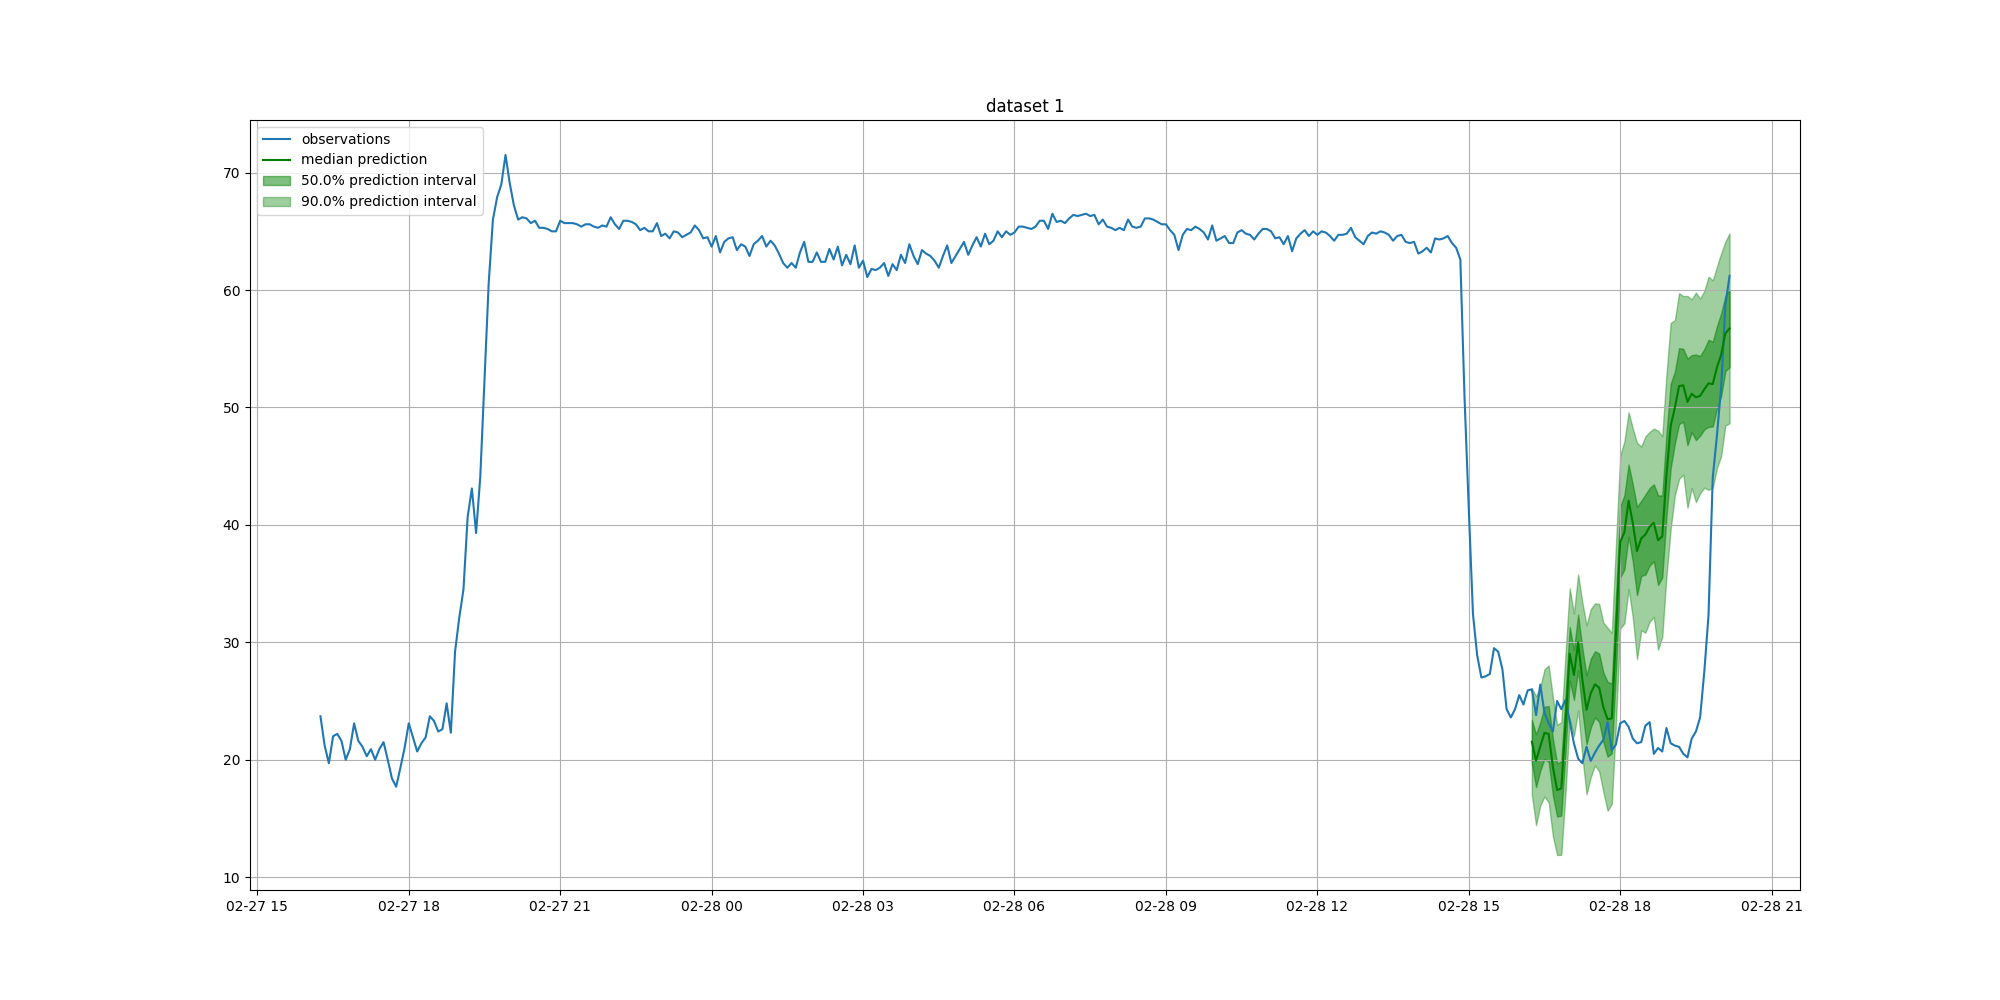 dataset 1
observations
median prediction
50.0% prediction interval
90.0% prediction interval
70
60
50
40
30
20
10
02-27 15 02-27 18 02-27 21 02-28 00 02-28 03 02-28 06 02-28 09 02-28 12 02-28 15 02-28 18 02-28 21